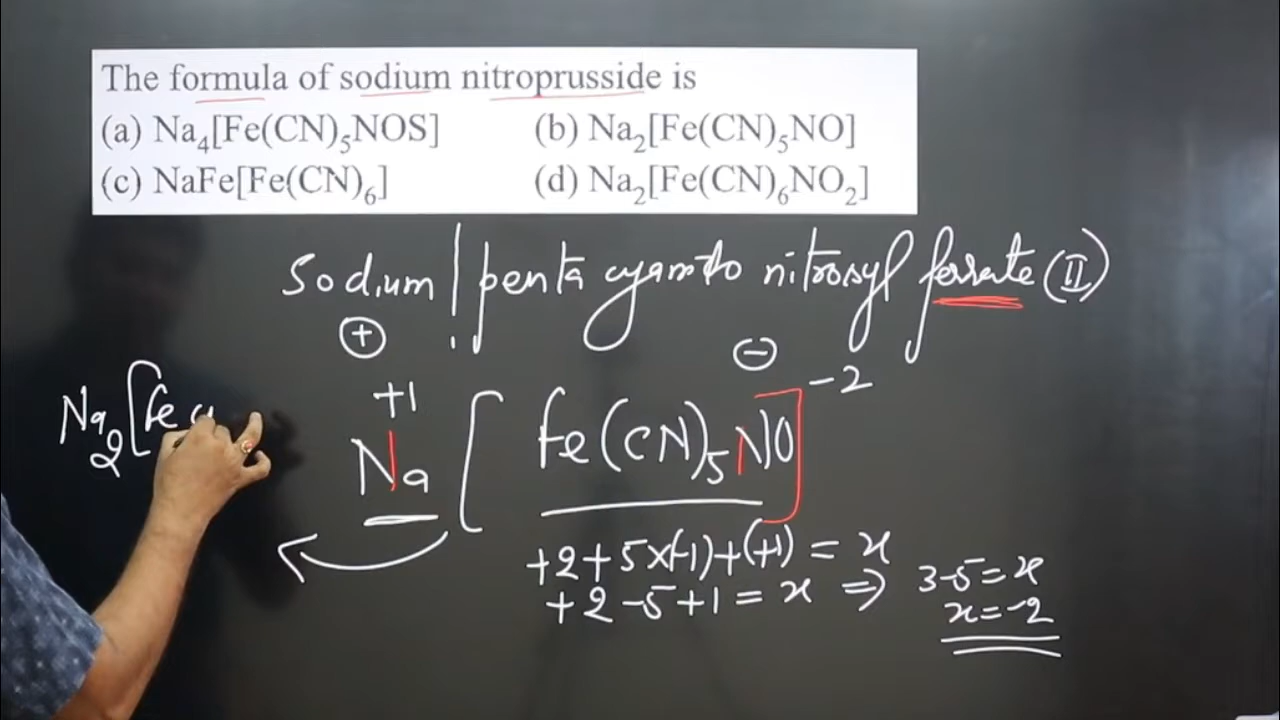 The formula of sodium nitroprusside is
(a) Na₄[Fe(CN)₅NOS] (b) Na₂[Fe(CN)₅NO]
(c) NaFe[Fe(CN)₆] (d) Na₂[Fe(CN)₆NO₂]
Sodium | penta cyanito nitrosyl ferrate (II)
+ −
+1 −2
Na₂[Fe C
Na [Fe(CN)₅NO]
+2+5x(-1)+(+1) = x
+2-5+1 = x ⇒ 3-5=x
x=-2